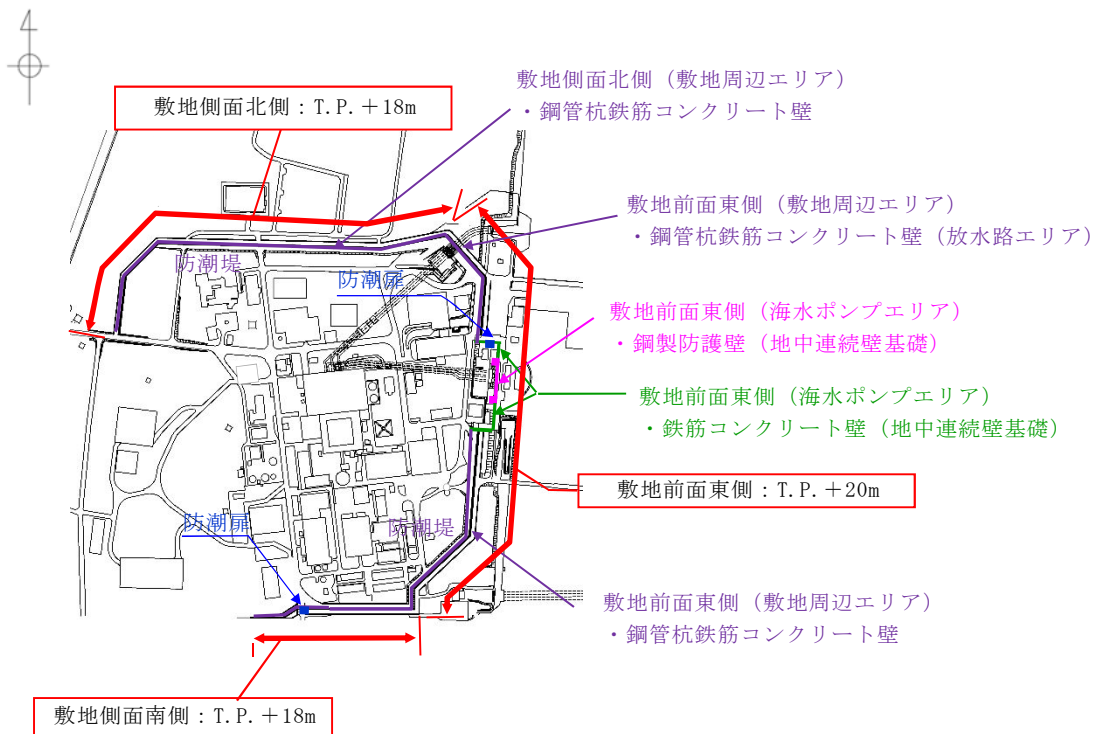 敷地側面北側(敷地周辺エリア)
・鋼管杭鉄筋コンクリート壁
敷地側面北側:T.P.+18m
敷地前面東側(敷地周辺エリア)
・鋼管杭鉄筋コンクリート壁(放水路エリア)
防潮堤
防潮扉
敷地前面東側(海水ポンプエリア)
・鋼製防護壁(地中連続壁基礎)
敷地前面東側(海水ポンプエリア)
・鉄筋コンクリート壁(地中連続壁基礎)
敷地前面東側:T.P.+20m
防潮扉
防潮堤
敷地前面東側(敷地周辺エリア)
・鋼管杭鉄筋コンクリート壁
敷地側面南側:T.P.+18m